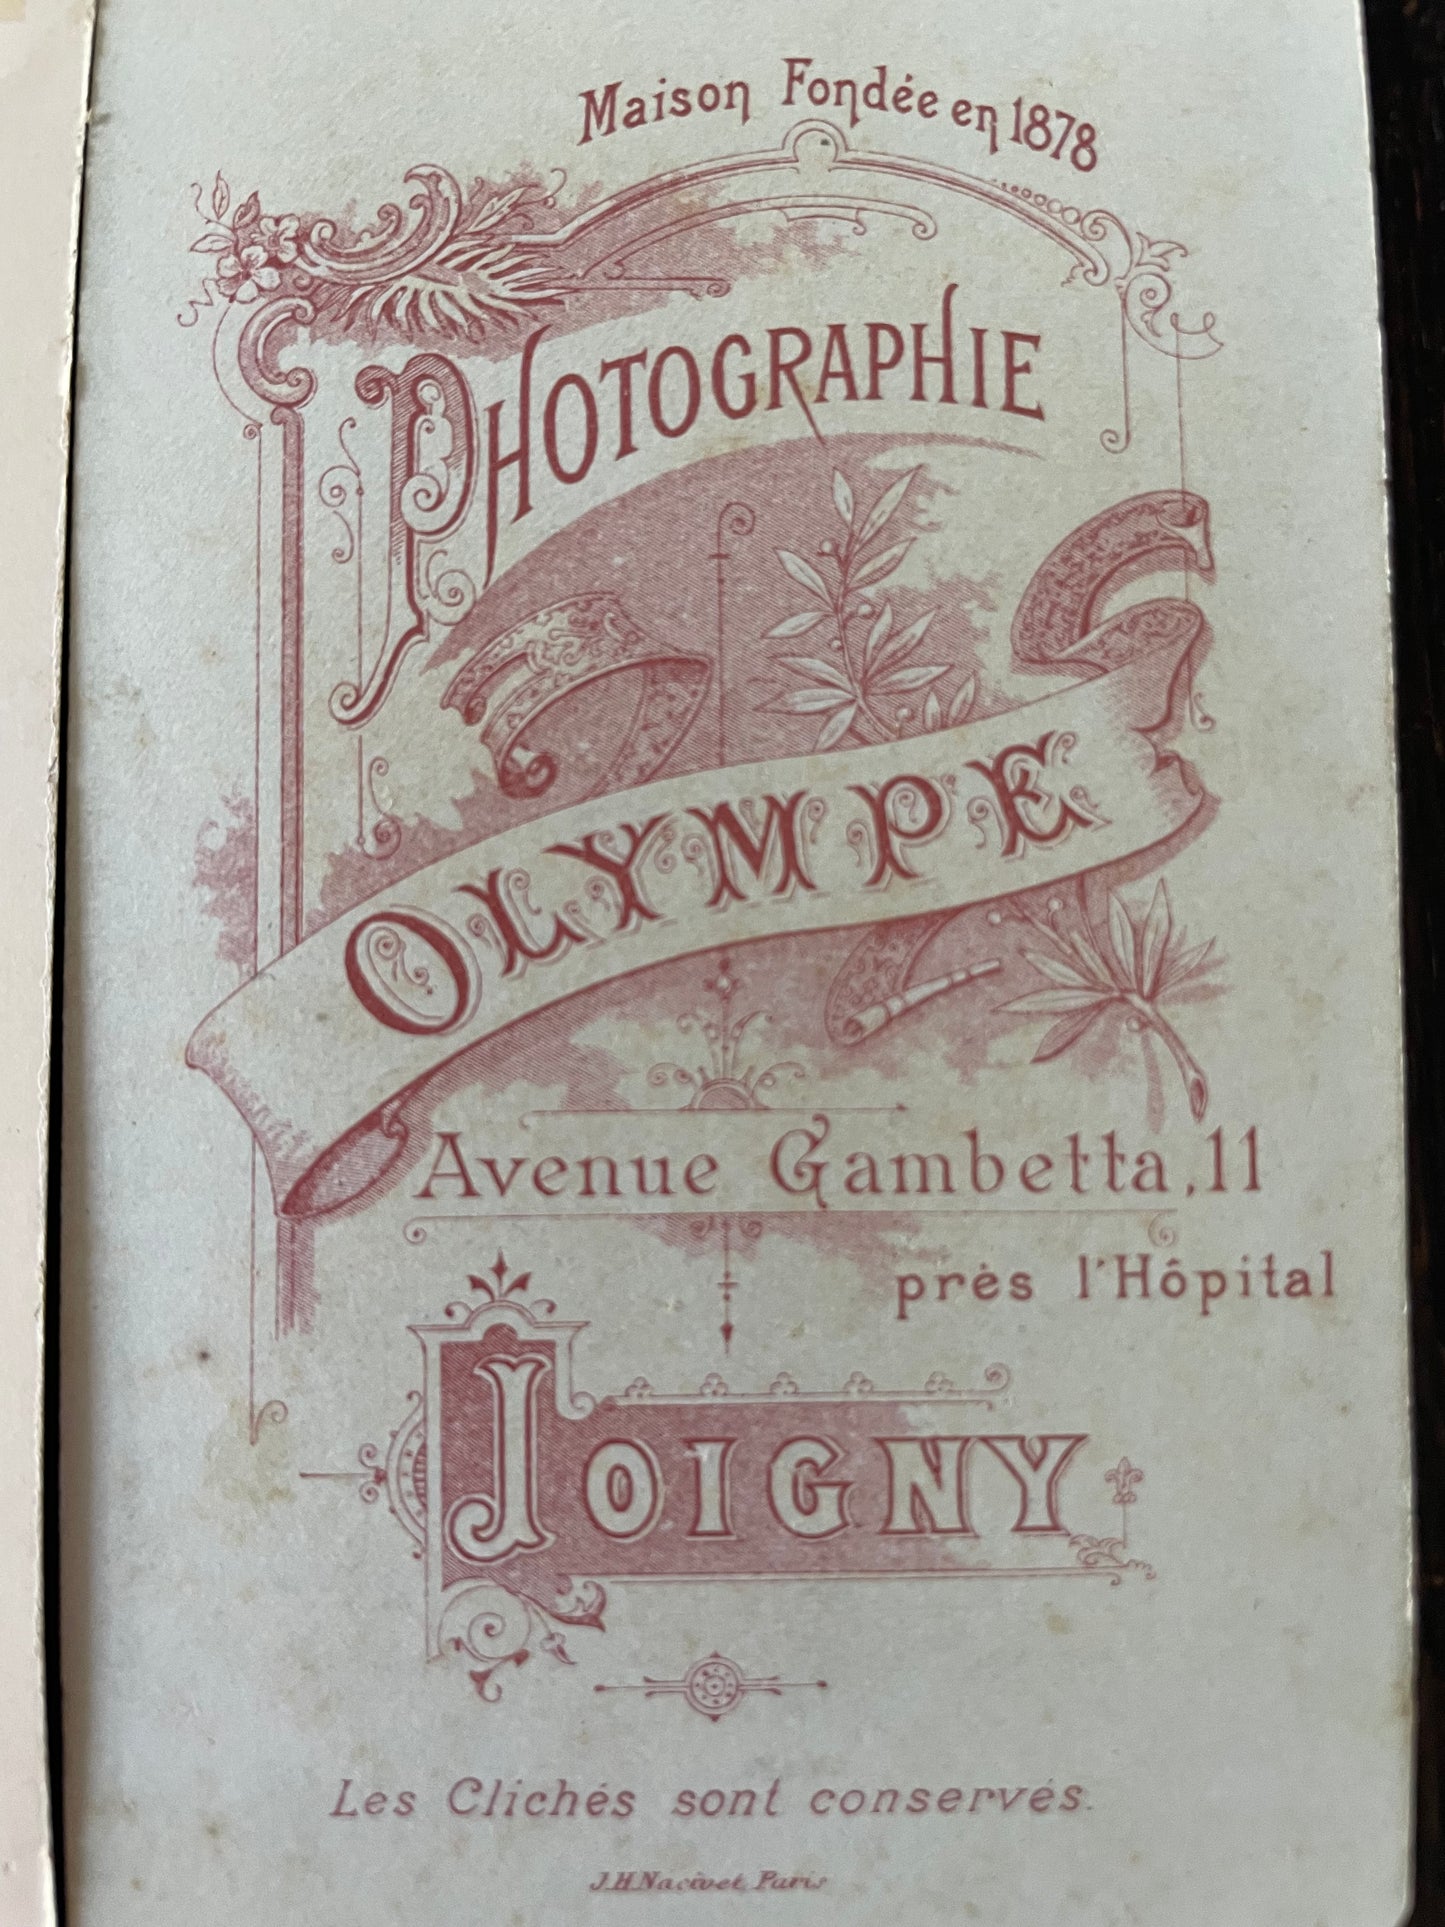 Maison Fondée en 1878
PHOTOGRAPHIE
OLYMPE
Avenue Gambetta, 11
près l'Hôpital
JOIGNY
Les Clichés sont conservés.
J.H. Nacivet, Paris